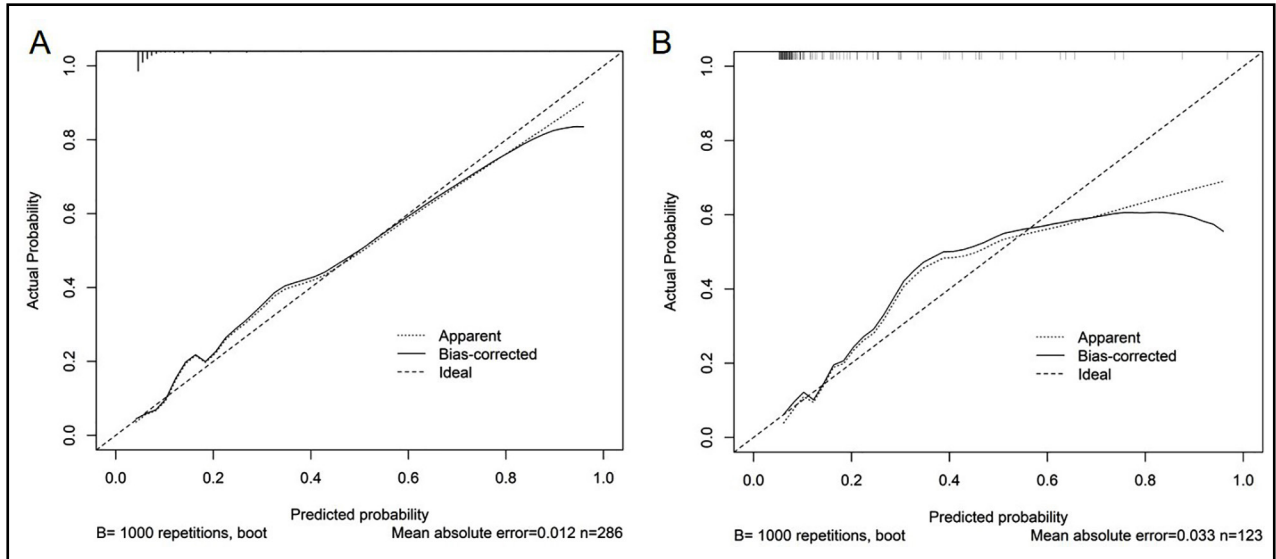 A
1.0
0.8
0.6
0.4
0.2
0.0
Actual Probability
Apparent
Bias-corrected
Ideal
0.0 0.2 0.4 0.6 0.8 1.0
Predicted probability
B= 1000 repetitions, boot Mean absolute error=0.012 n=286
B
1.0
0.8
0.6
0.4
0.2
0.0
Actual Probability
Apparent
Bias-corrected
Ideal
0.0 0.2 0.4 0.6 0.8 1.0
Predicted probability
B= 1000 repetitions, boot Mean absolute error=0.033 n=123